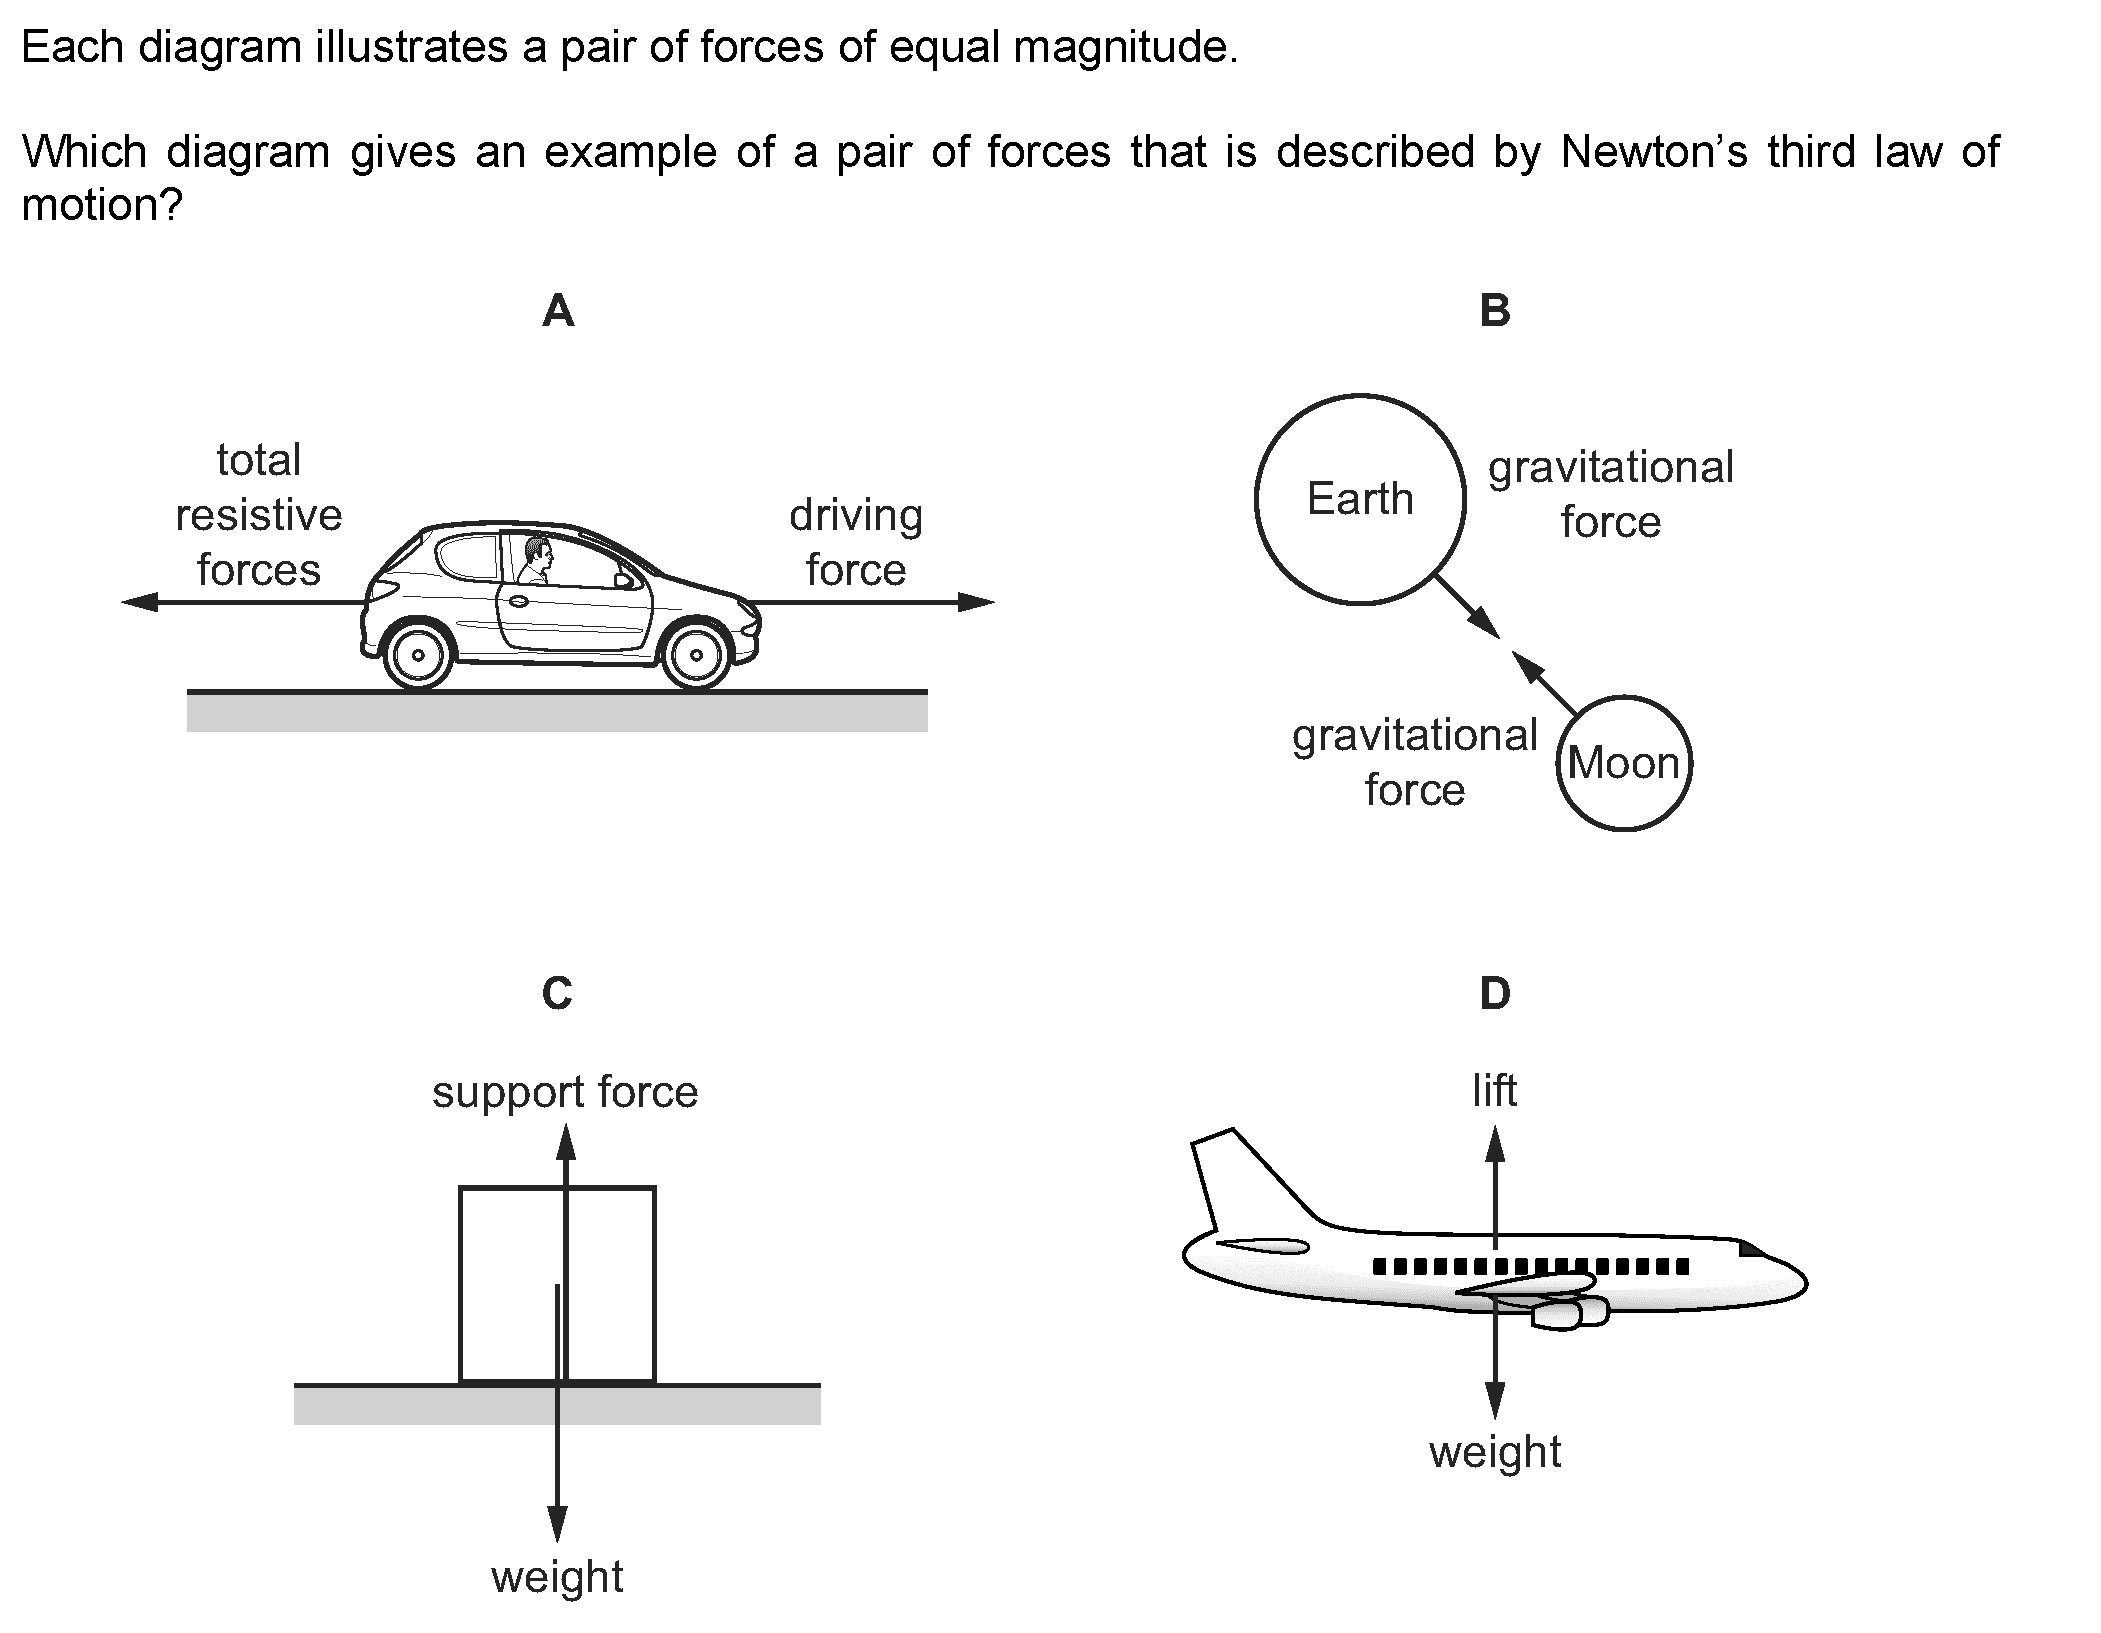 Each diagram illustrates a pair of forces of equal magnitude.
Which diagram gives an example of a pair of forces that is described by Newton’s third law of
motion?
A
total
resistive
forces
driving
force
B
Earth
gravitational
force
gravitational
force
Moon
C
support force
weight
D
lift
weight